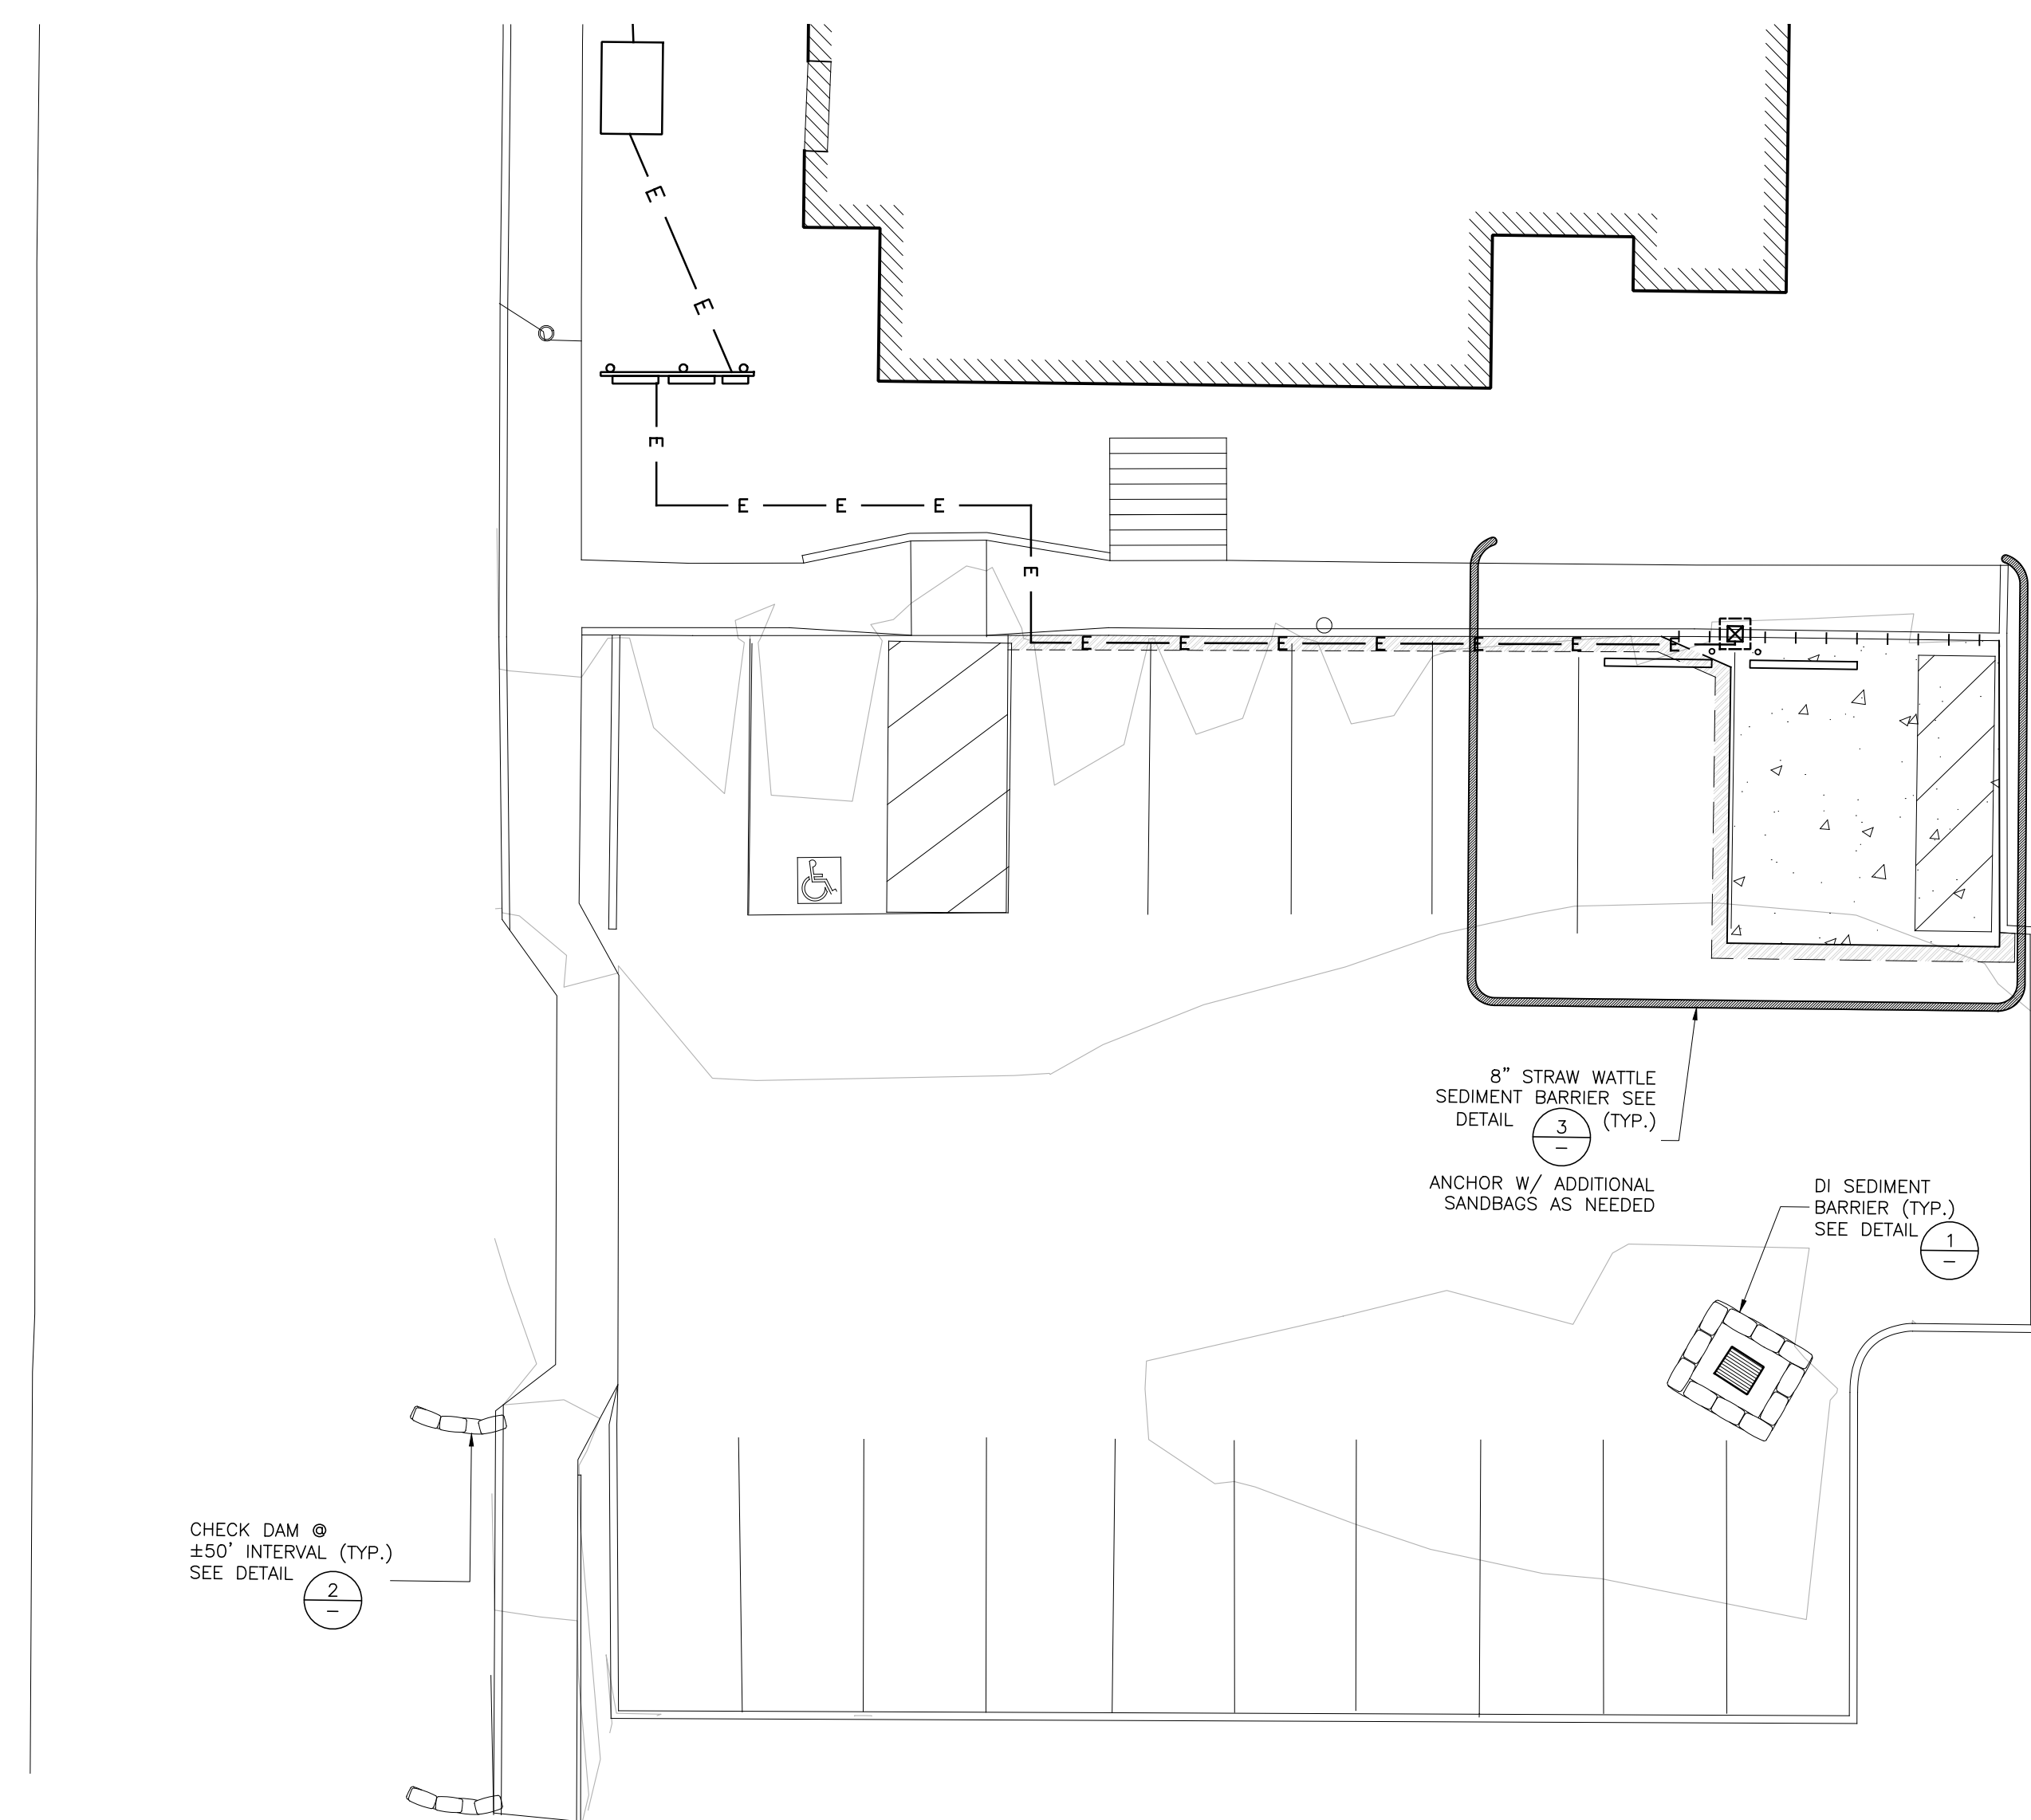 E
E
E
E
E
E
E
E
E
E
E
E
E
E
8” STRAW WATTLE
SEDIMENT BARRIER SEE
DETAIL 3 (TYP.)
–
ANCHOR W/ ADDITIONAL
SANDBAGS AS NEEDED
DI SEDIMENT
BARRIER (TYP.)
SEE DETAIL 1
–
CHECK DAM @
±50’ INTERVAL (TYP.)
SEE DETAIL 2
–